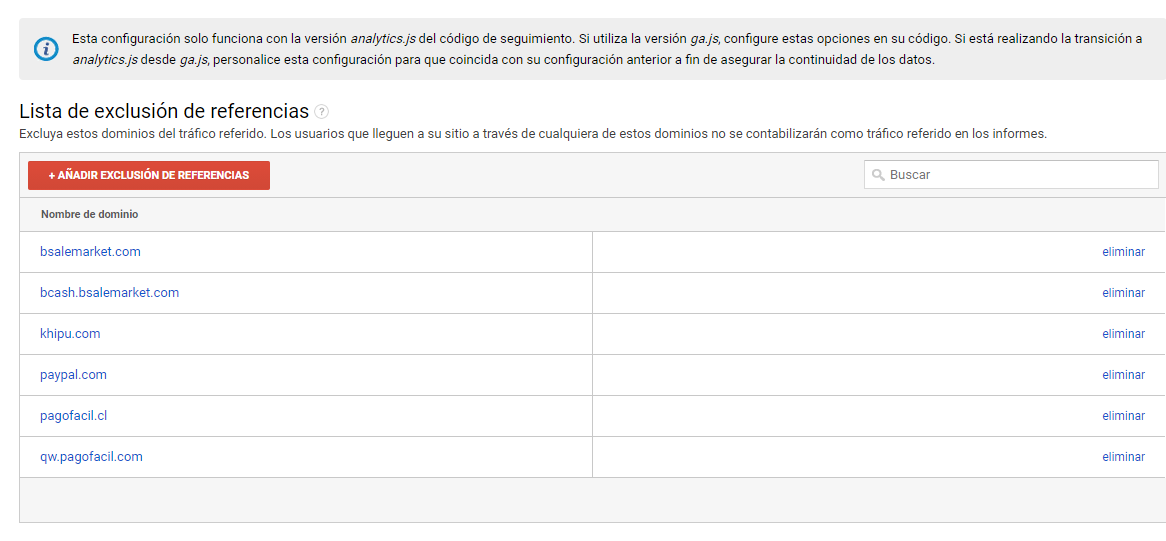 Esta configuración solo funciona con la versión analytics.js del código de seguimiento. Si utiliza la versión ga.js, configure estas opciones en su código. Si está realizando la transición a
analytics.js desde ga.js, personalice esta configuración para que coincida con su configuración anterior a fin de asegurar la continuidad de los datos.
Lista de exclusión de referencias ?
Excluya estos dominios del tráfico referido. Los usuarios que lleguen a su sitio a través de cualquiera de estos dominios no se contabilizarán como tráfico referido en los informes.
+ AÑADIR EXCLUSIÓN DE REFERENCIAS
Buscar
Nombre de dominio
bsalemarket.com eliminar
bcash.bsalemarket.com eliminar
khipu.com eliminar
paypal.com eliminar
pagofacil.cl eliminar
qw.pagofacil.com eliminar